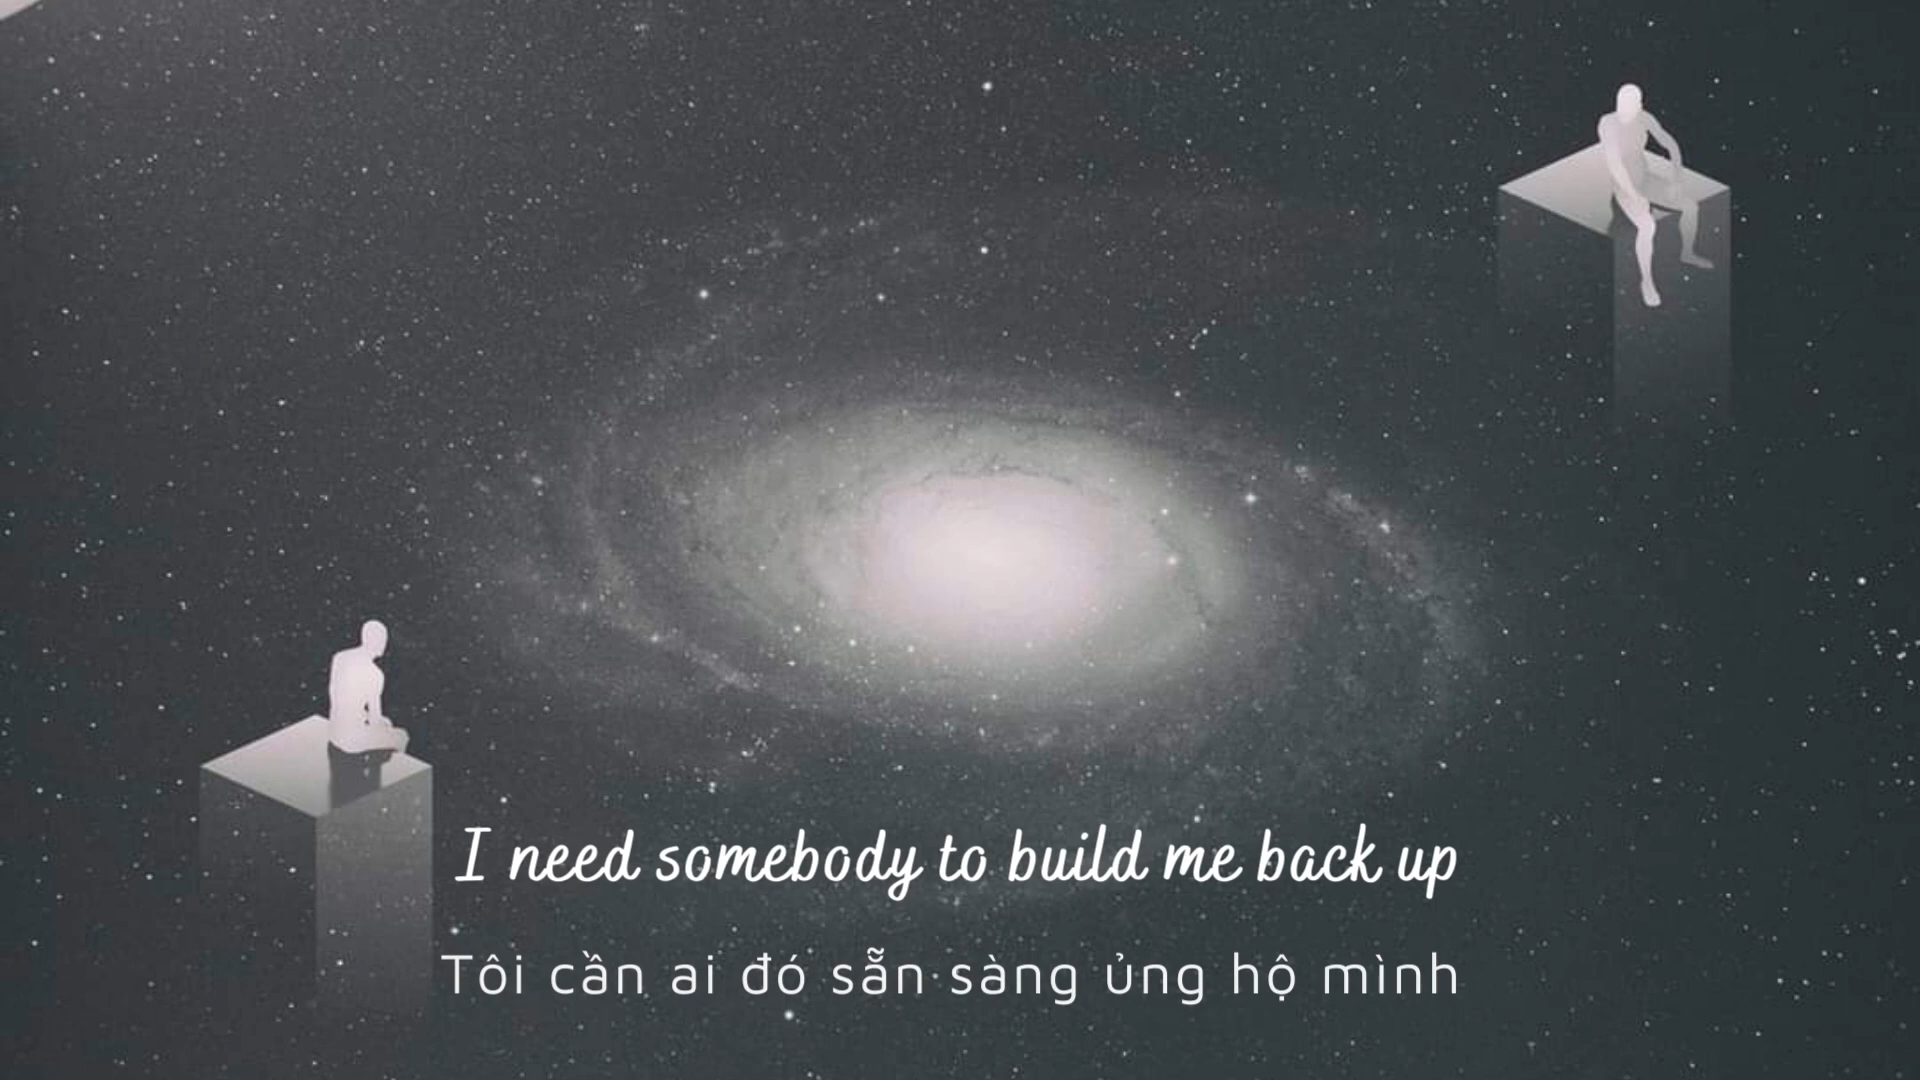 I need somebody to build me back up
Tôi cần ai đó sẵn sàng ủng hộ mình